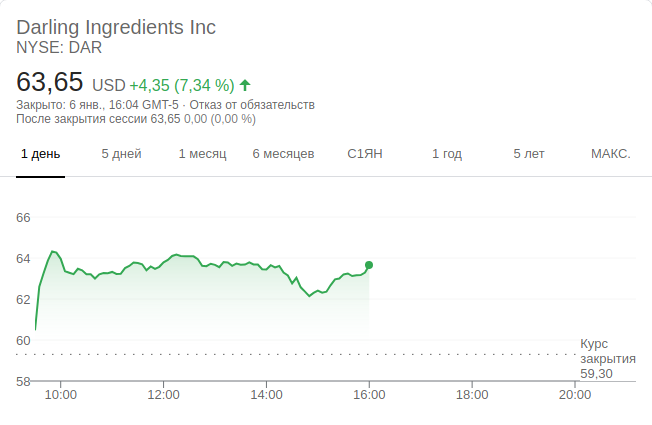 Darling Ingredients Inc
NYSE: DAR
63,65 USD +4,35 (7,34 %)
Закрыто: 6 янв., 16:04 GMT-5 · Отказ от обязательств
После закрытия сессии 63,65 0,00 (0,00 %)
1 день 5 дней 1 месяц 6 месяцев С1ЯН 1 год 5 лет МАКС.
66
64
62
60
Курс
закрытия
59,30
58
10:00 12:00 14:00 16:00 18:00 20:00